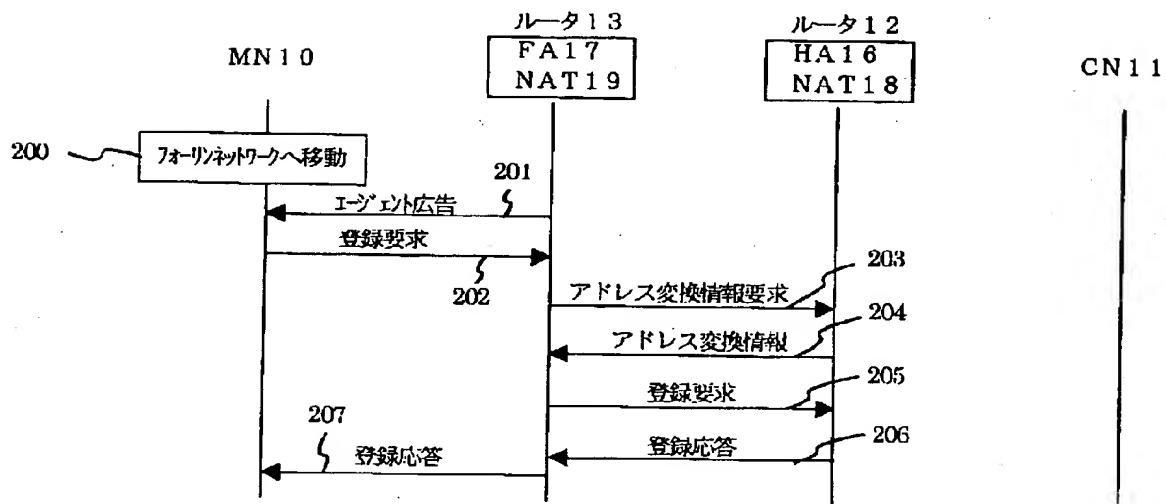 ルータ13
ルータ12
MN10
FA17
NAT19
HA16
NAT18
CN11
200
フォーリンネットワークへ移動
201
エージェント広告
登録要求
202
203
アドレス変換情報要求
204
アドレス変換情報
205
登録要求
206
登録応答
207
登録応答